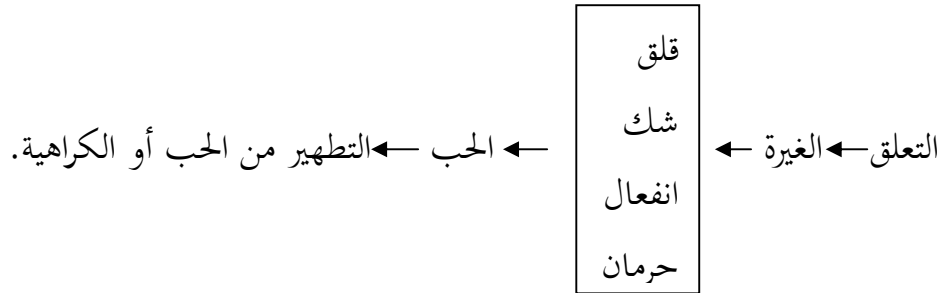 التعلق ← الغيرة ←
قلق
شك
انفعال
حرمان
← الحب ← التطهير من الحب أو الكراهية.